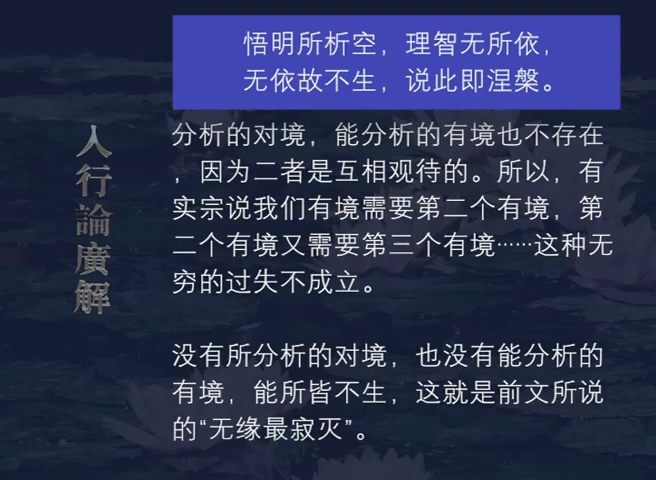 悟明所析空，理智无所依，
无依故不生，说此即涅槃。
入行論廣解
分析的对境，能分析的有境也不存在
，因为二者是互相观待的。所以，有
实宗说我们有境需要第二个有境，第
二个有境又需要第三个有境……这种无
穷的过失不成立。
没有所分析的对境，也没有能分析的
有境，能所皆不生，这就是前文所说
的“无缘最寂灭”。